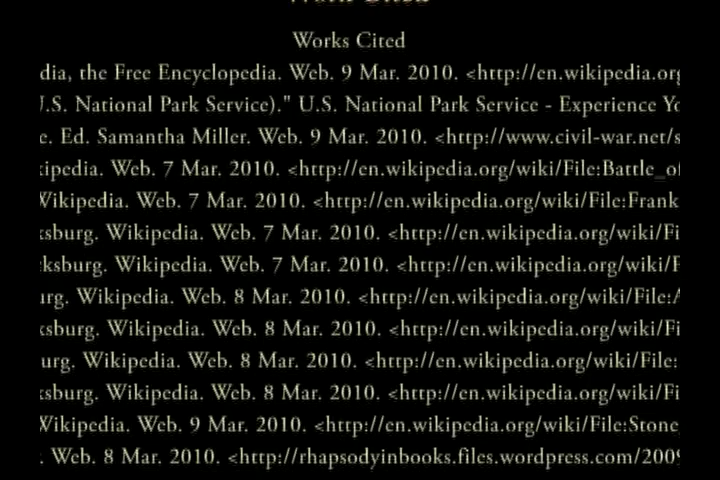 Works Cited
dia, the Free Encyclopedia. Web. 9 Mar. 2010. <http://en.wikipedia.org
U.S. National Park Service)." U.S. National Park Service - Experience Yo
e. Ed. Samantha Miller. Web. 9 Mar. 2010. <http://www.civil-war.net/s
kipedia. Web. 7 Mar. 2010. <http://en.wikipedia.org/wiki/File:Battle_of
Wikipedia. Web. 7 Mar. 2010. <http://en.wikipedia.org/wiki/File:Frank
ksburg. Wikipedia. Web. 7 Mar. 2010. <http://en.wikipedia.org/wiki/Fi
cksburg. Wikipedia. Web. 7 Mar. 2010. <http://en.wikipedia.org/wiki/F
urg. Wikipedia. Web. 8 Mar. 2010. <http://en.wikipedia.org/wiki/File:A
ksburg. Wikipedia. Web. 8 Mar. 2010. <http://en.wikipedia.org/wiki/Fi
urg. Wikipedia. Web. 8 Mar. 2010. <http://en.wikipedia.org/wiki/File:
ksburg. Wikipedia. Web. 8 Mar. 2010. <http://en.wikipedia.org/wiki/Fi
Wikipedia. Web. 9 Mar. 2010. <http://en.wikipedia.org/wiki/File:Stone
. Web. 8 Mar. 2010. <http://rhapsodyinbooks.files.wordpress.com/2009